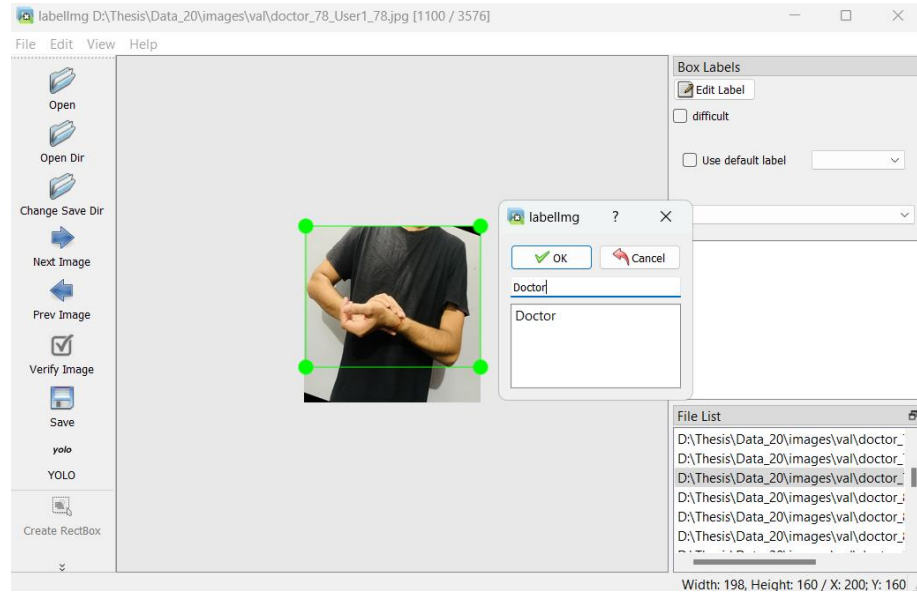 labelImg D:\Thesis\Data_20\images\val\doctor_78_User1_78.jpg [1100 / 3576]
File Edit View Help
Open
Open Dir
Change Save Dir
Next Image
Prev Image
Verify Image
Save
yolo
YOLO
Create RectBox
labelImg ?
OK Cancel
Doctor
Doctor
Box Labels
Edit Label
difficult
Use default label
File List
D:\Thesis\Data_20\images\val\doctor_
D:\Thesis\Data_20\images\val\doctor_
D:\Thesis\Data_20\images\val\doctor_
D:\Thesis\Data_20\images\val\doctor_
D:\Thesis\Data_20\images\val\doctor_
D:\Thesis\Data_20\images\val\doctor_
Width: 198, Height: 160 / X: 200; Y: 160